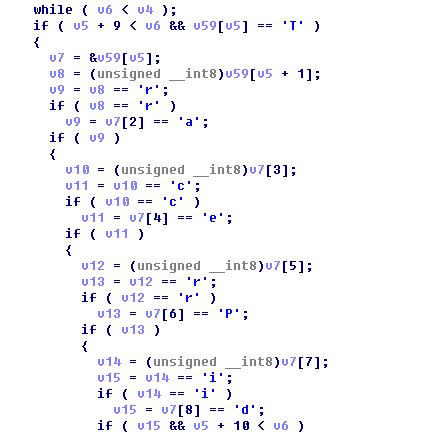 while ( v6 < v4 );
if ( v5 + 9 < v6 && v59[v5] == 'T' )
{
v7 = &v59[v5];
v8 = (unsigned __int8)v59[v5 + 1];
v9 = v8 == 'r';
if ( v8 == 'r' )
v9 = v7[2] == 'a';
if ( v9 )
{
v10 = (unsigned __int8)v7[3];
v11 = v10 == 'c';
if ( v10 == 'c' )
v11 = v7[4] == 'e';
if ( v11 )
{
v12 = (unsigned __int8)v7[5];
v13 = v12 == 'r';
if ( v12 == 'r' )
v13 = v7[6] == 'P';
if ( v13 )
{
v14 = (unsigned __int8)v7[7];
v15 = v14 == 'i';
if ( v14 == 'i' )
v15 = v7[8] == 'd';
if ( v15 && v5 + 10 < v6 )